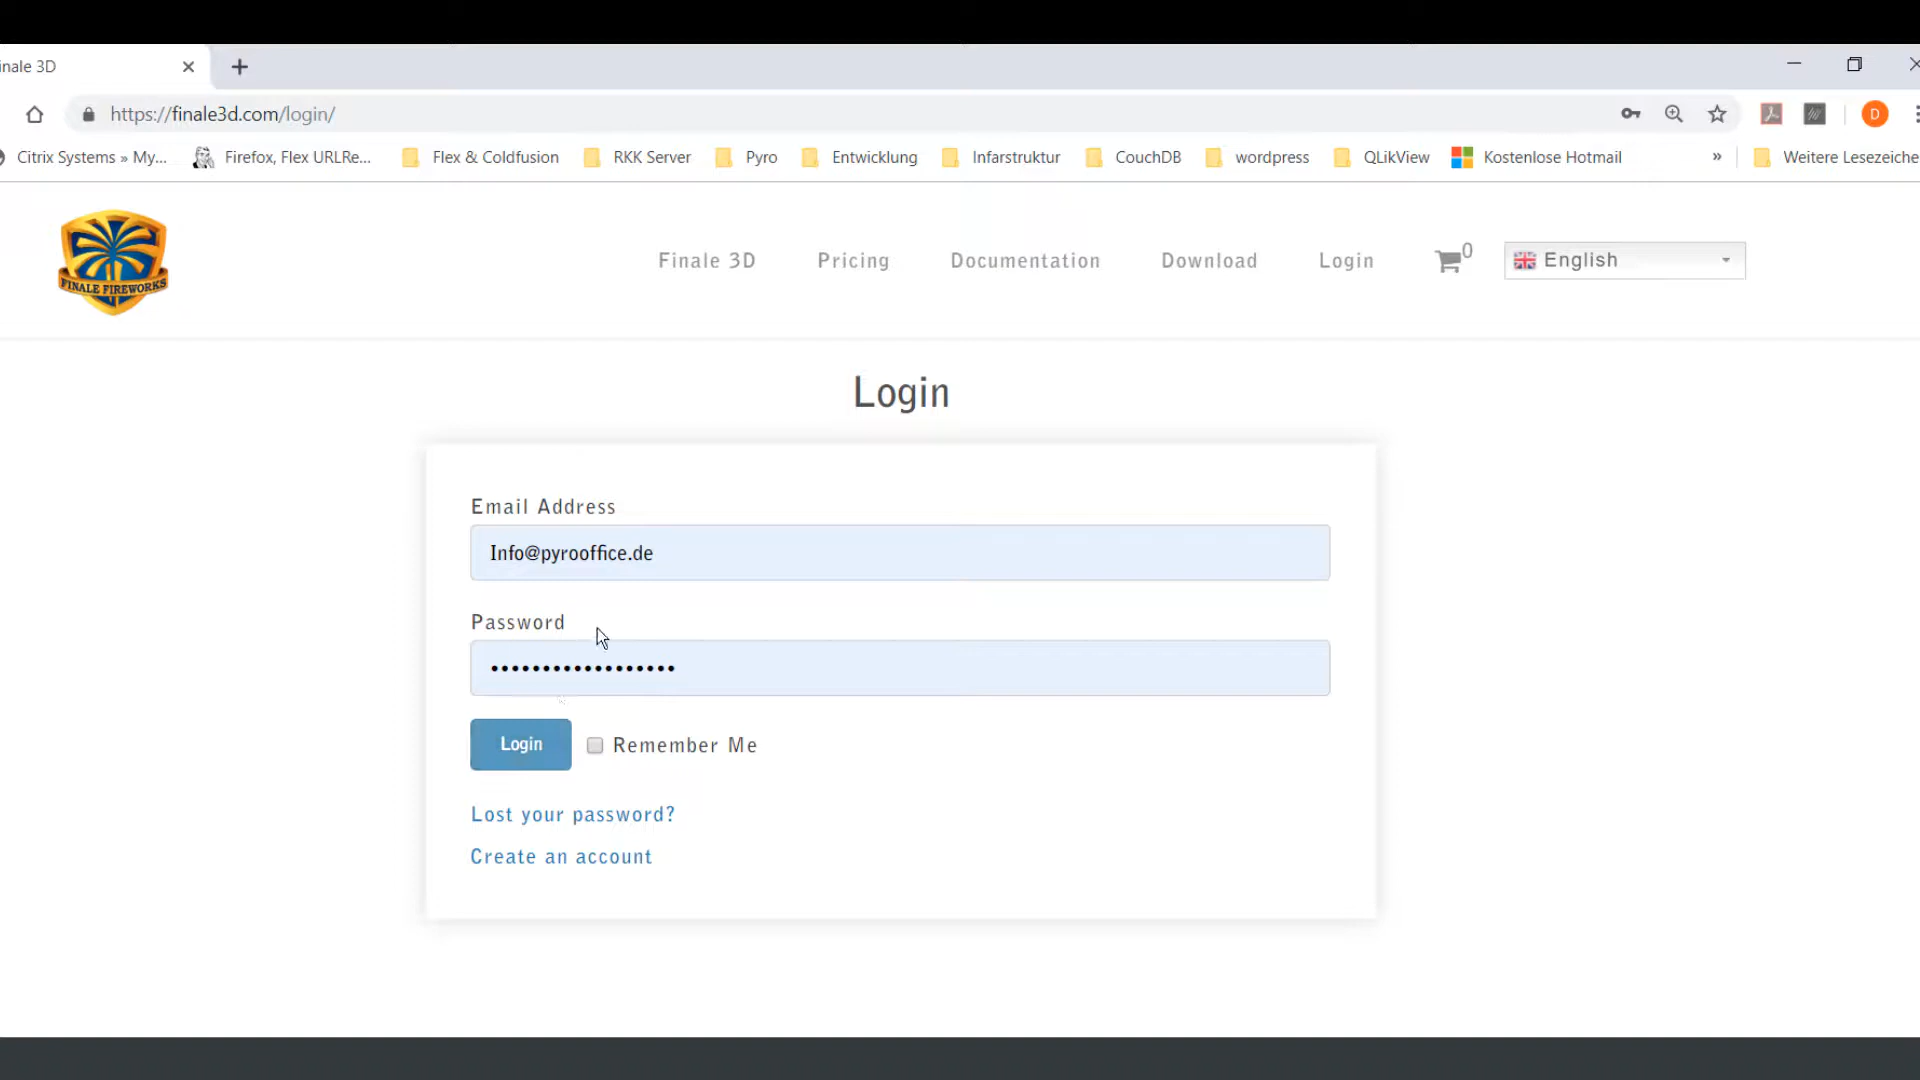 inale 3D
https://finale3d.com/login/
D
Citrix Systems » My... Firefox, Flex URLRe... Flex & Coldfusion RKK Server Pyro Entwicklung Infarstruktur CouchDB wordpress QLikView Kostenlose Hotmail » Weitere Lesezeiche
FINALE FIREWORKS
Finale 3D Pricing Documentation Download Login 0 English
Login
Email Address
Info@pyrooffice.de
Password
••••••••••••••••••
Login Remember Me
Lost your password?
Create an account